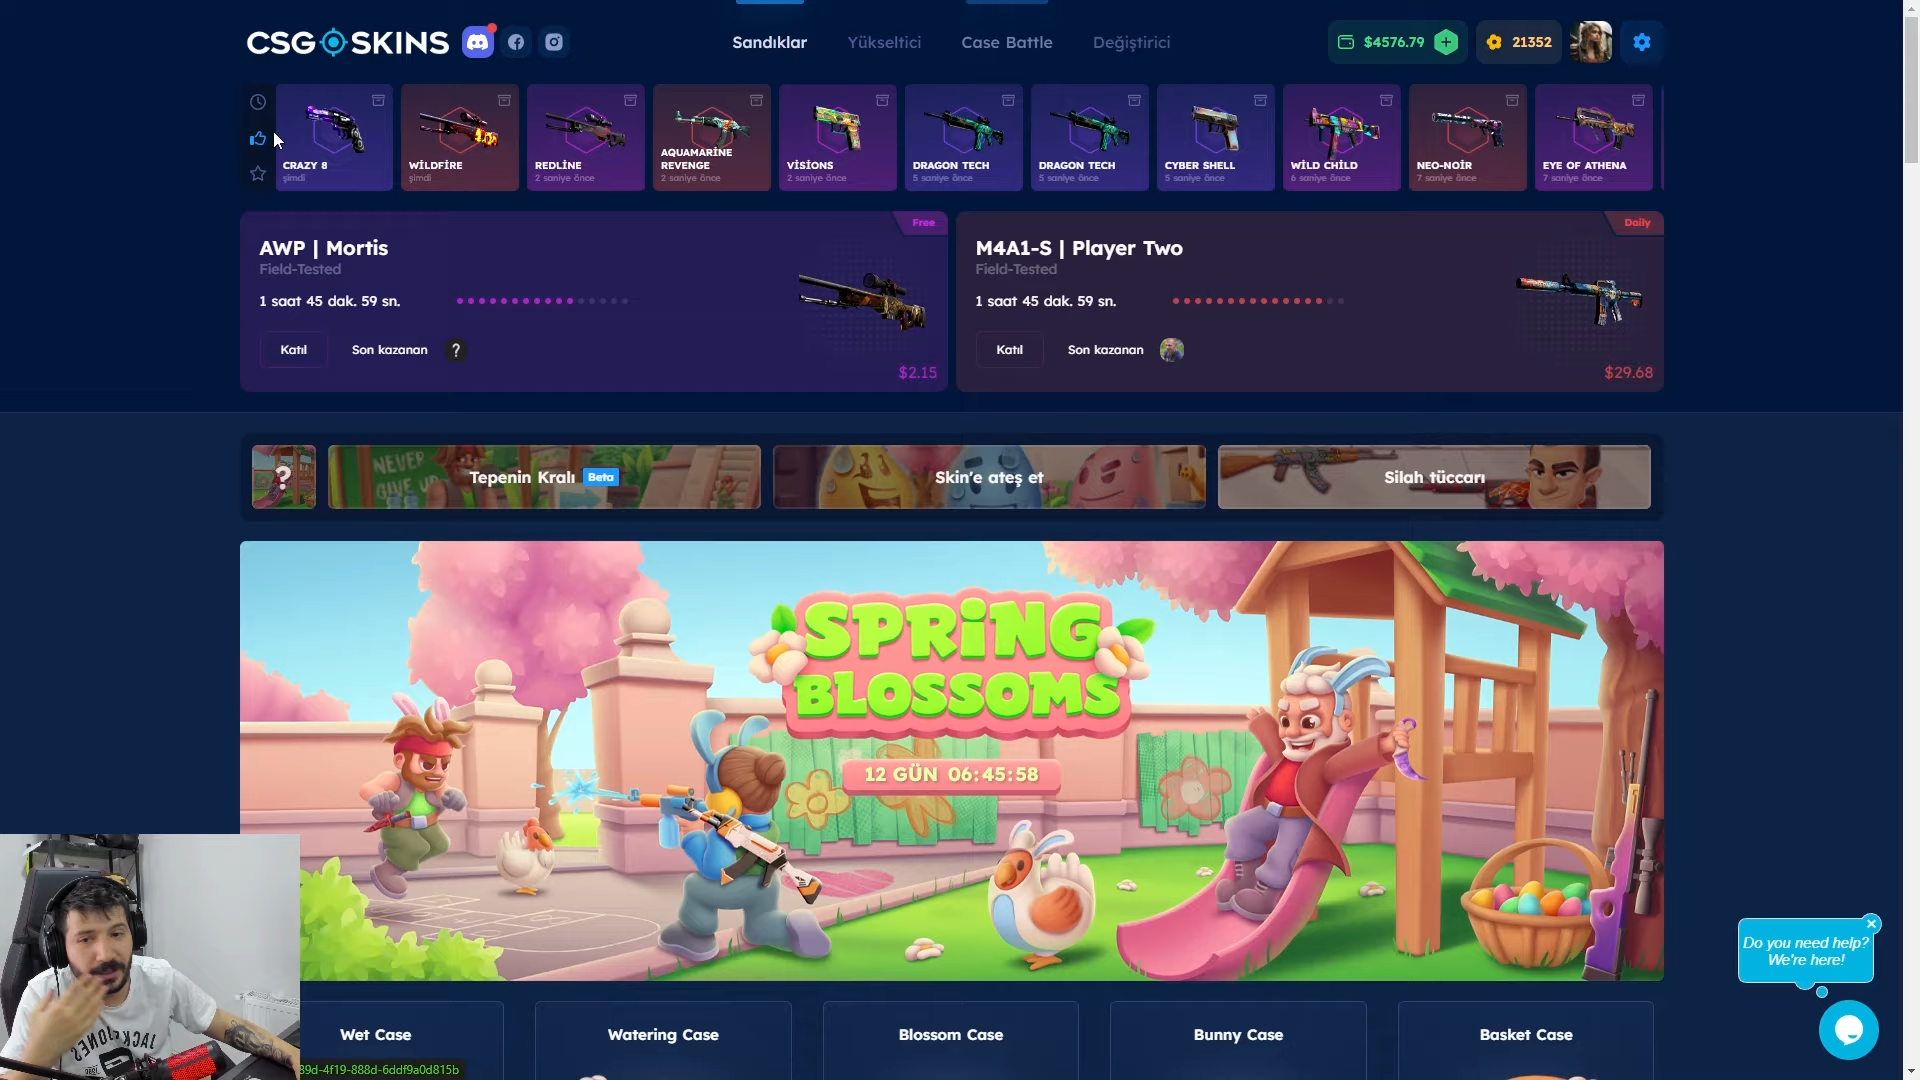 CSG SKINS
Sandıklar
Yükseltici
Case Battle
Değiştirici
$4576.79
21352
CRAZY 8
şimdi
WİLDFİRE
şimdi
REDLİNE
2 saniye önce
AQUAMARİNE
REVENGE
2 saniye önce
VİSİONS
2 saniye önce
DRAGON TECH
5 saniye önce
DRAGON TECH
5 saniye önce
CYBER SHELL
5 saniye önce
WİLD CHİLD
6 saniye önce
NEO-NOİR
7 saniye önce
EYE OF ATHENA
7 saniye önce
Free
AWP | Mortis
Field-Tested
1 saat 45 dak. 59 sn.
Katıl
Son kazanan
?
$2.15
Daily
M4A1-S | Player Two
Field-Tested
1 saat 45 dak. 59 sn.
Katıl
Son kazanan
$29.68
?
NEVER
GIVE UP
Tepenin Kralı Beta
Skin'e ateş et
Silah tüccarı
SPRiNG
BLOSSOMS
12 GÜN 06:45:58
Do you need help?
We're here!
Wet Case
Watering Case
Blossom Case
Bunny Case
Basket Case
JACK JONES
89d-4f19-888d-6ddf9a0d815b